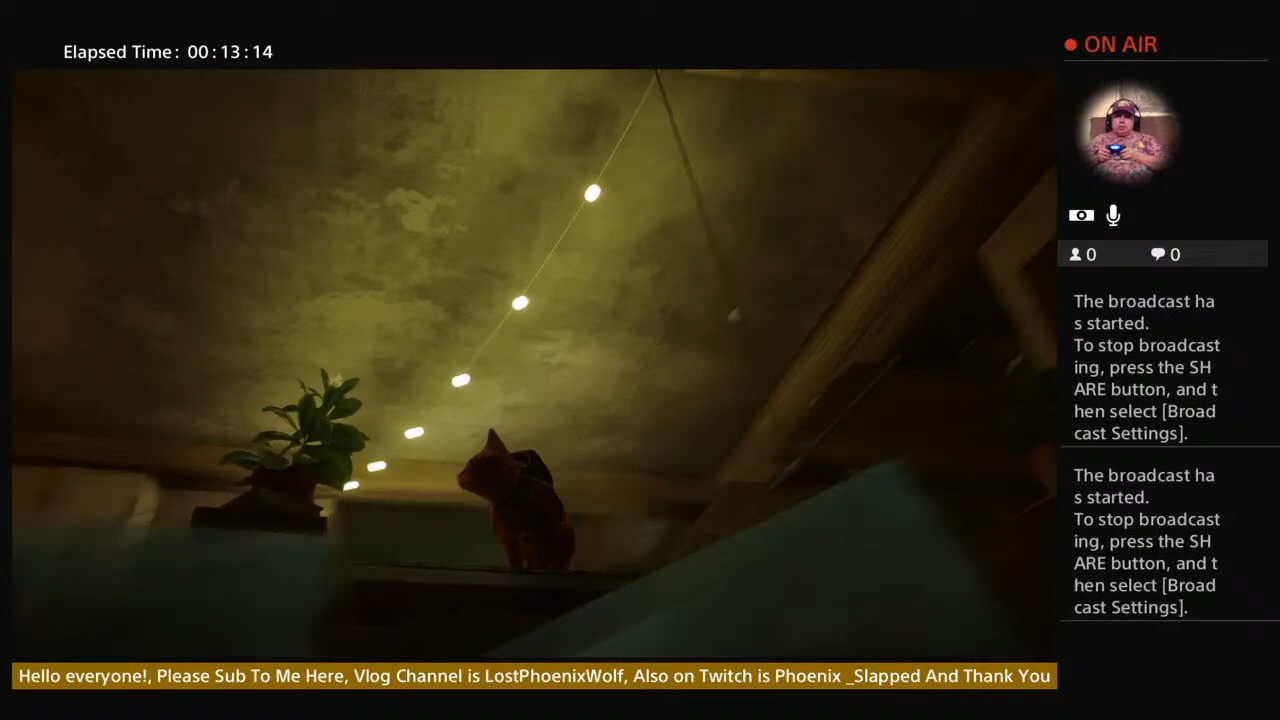 Elapsed Time: 00:13:14
ON AIR
0
0
The broadcast ha
s started.
To stop broadcast
ing, press the SH
ARE button, and t
hen select [Broad
cast Settings].
The broadcast ha
s started.
To stop broadcast
ing, press the SH
ARE button, and t
hen select [Broad
cast Settings].
Hello everyone!, Please Sub To Me Here, Vlog Channel is LostPhoenixWolf, Also on Twitch is Phoenix _Slapped And Thank You